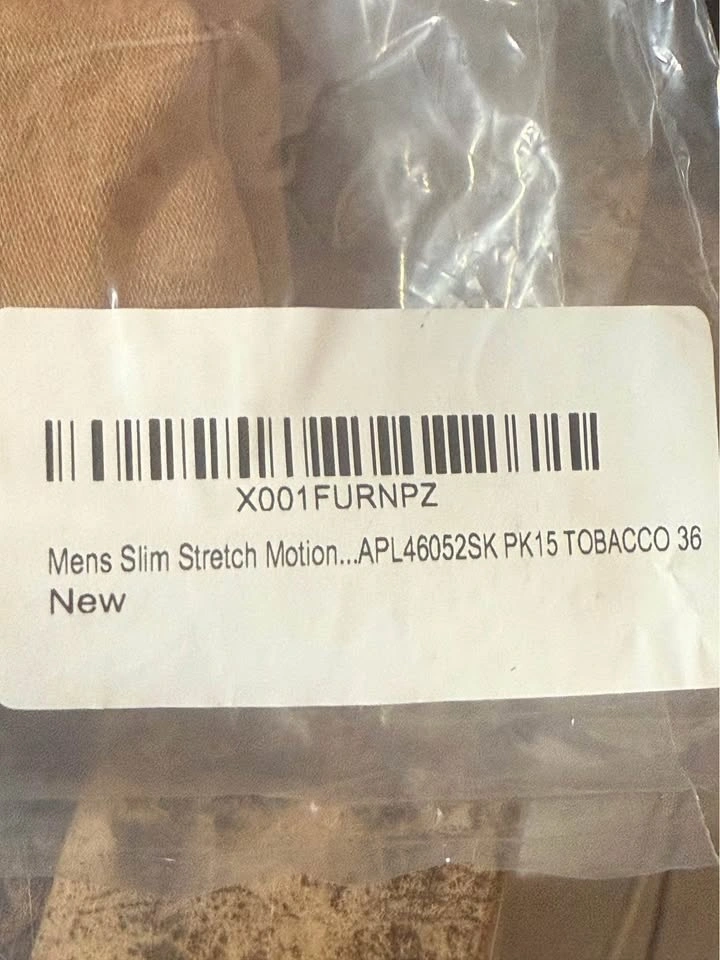 X001FURNPZ
Mens Slim Stretch Motion...APL46052SK PK15 TOBACCO 36
New